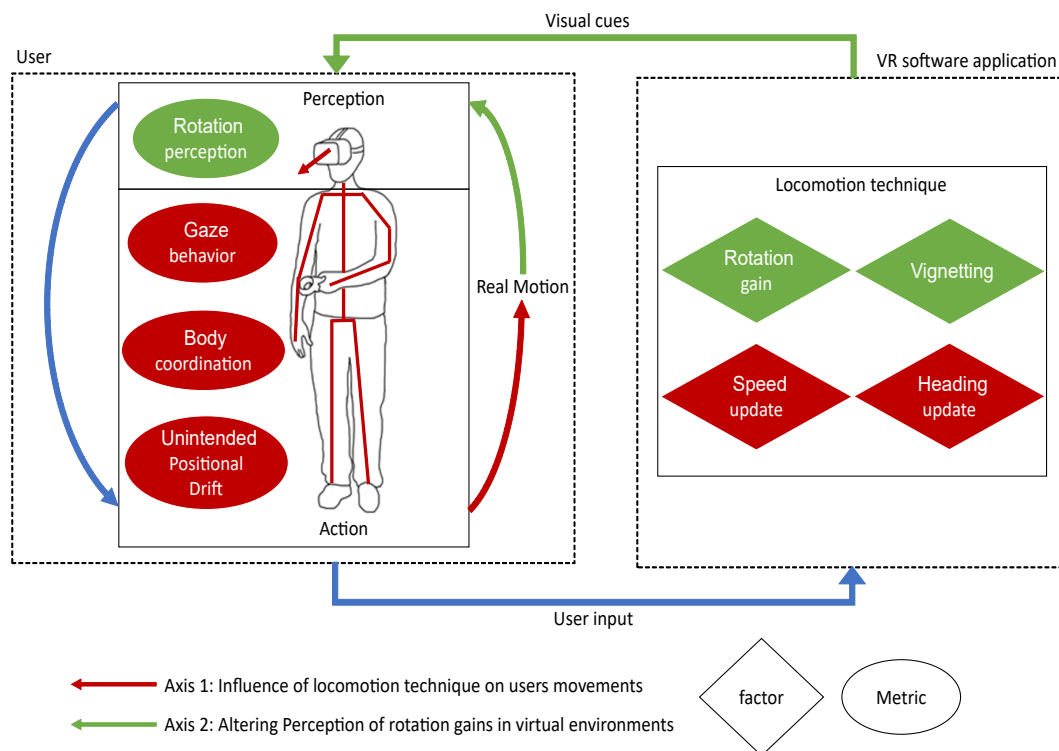 Visual cues
User
VR software application
Perception
Rotation
perception
Locomotion technique
Gaze
behavior
Rotation
gain
Vignetting
Real Motion
Body
coordination
Speed
update
Heading
update
Unintended
Positional
Drift
Action
User input
Axis 1: Influence of locomotion technique on users movements
Axis 2: Altering Perception of rotation gains in virtual environments
factor
Metric